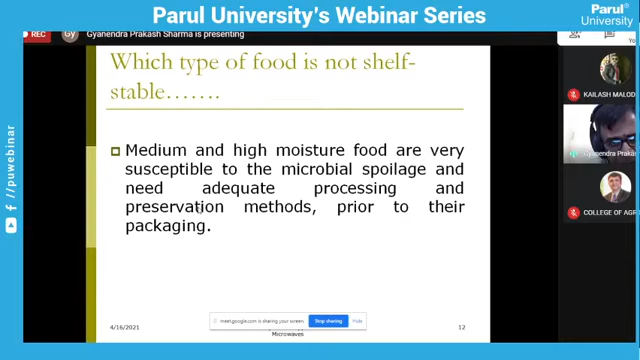 Parul University's Webinar Series
Parul®
University
REC
Gy
Gyanendra Prakash Sharma is presenting
Yo
Which type of food is not shelf-
stable…….
Medium and high moisture food are very
susceptible to the microbial spoilage and
need adequate processing and
preservation methods, prior to their
packaging.
4/16/2021
meet.google.com is sharing your screen.
Stop sharing
Hide
Microwaves
12
KAILASH MALOD
Gyanendra Prakas
COLLEGE OF AGR
/puwebinar